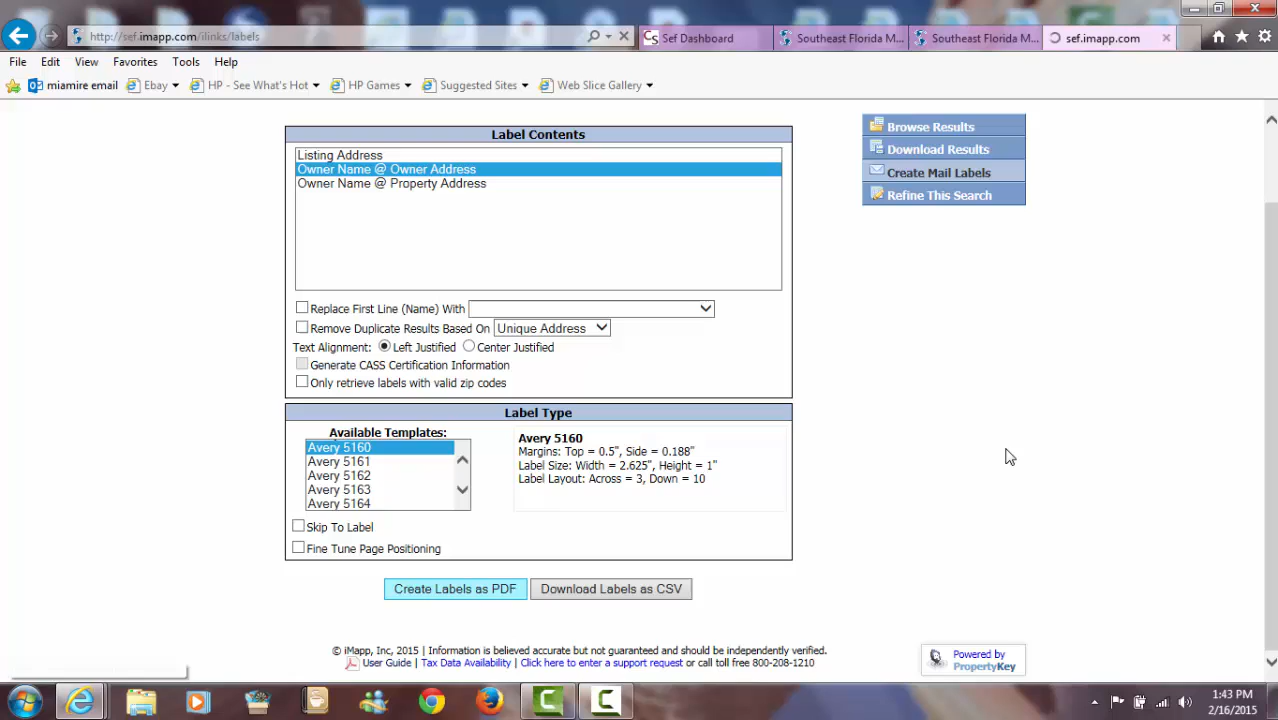 http://sef.imapp.com/ilinks/labels
Sef Dashboard
Southeast Florida M...
Southeast Florida M...
sef.imapp.com
File Edit View Favorites Tools Help
miamire email Ebay HP - See What's Hot HP Games Suggested Sites Web Slice Gallery
Label Contents
Listing Address
Owner Name @ Owner Address
Owner Name @ Property Address
Replace First Line (Name) With
Remove Duplicate Results Based On Unique Address
Text Alignment: Left Justified Center Justified
Generate CASS Certification Information
Only retrieve labels with valid zip codes
Browse Results
Download Results
Create Mail Labels
Refine This Search
Label Type
Available Templates:
Avery 5160
Avery 5161
Avery 5162
Avery 5163
Avery 5164
Avery 5160
Margins: Top = 0.5", Side = 0.188"
Label Size: Width = 2.625", Height = 1"
Label Layout: Across = 3, Down = 10
Skip To Label
Fine Tune Page Positioning
Create Labels as PDF Download Labels as CSV
© iMapp, Inc, 2015 | Information is believed accurate but not guaranteed and should be independently verified.
User Guide | Tax Data Availability | Click here to enter a support request or call toll free 800-208-1210
Powered by
PropertyKey
1:43 PM
2/16/2015